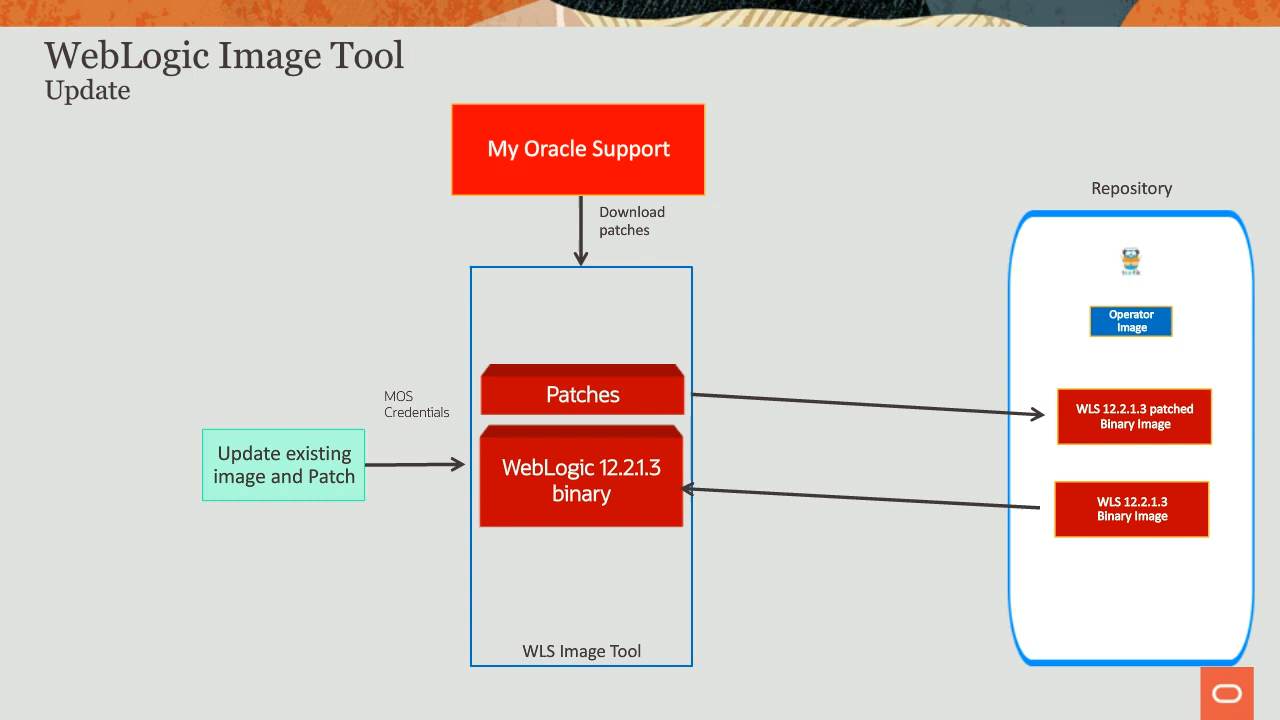 WebLogic Image Tool
Update
My Oracle Support
Download
patches
Repository
Operator
Image
MOS
Credentials
Patches
WLS 12.2.1.3 patched
Binary Image
Update existing
image and Patch
WebLogic 12.2.1.3
binary
WLS 12.2.1.3
Binary Image
WLS Image Tool